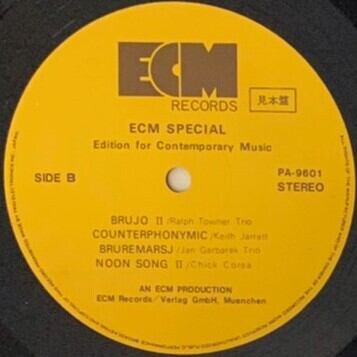 ECM
RECORDS
見本盤
ECM SPECIAL
Edition for Contemporary Music
SIDE B
PA-9601
STEREO
BRUJO II/Ralph Towner Trio
COUNTERPHONYMIC/Keith Jarrett
BRUREMARSJ/Jan Garbarek Trio
NOON SONG II/Chick Corea
AN ECM PRODUCTION
ECM Records/Verlag GmbH, Muenchen